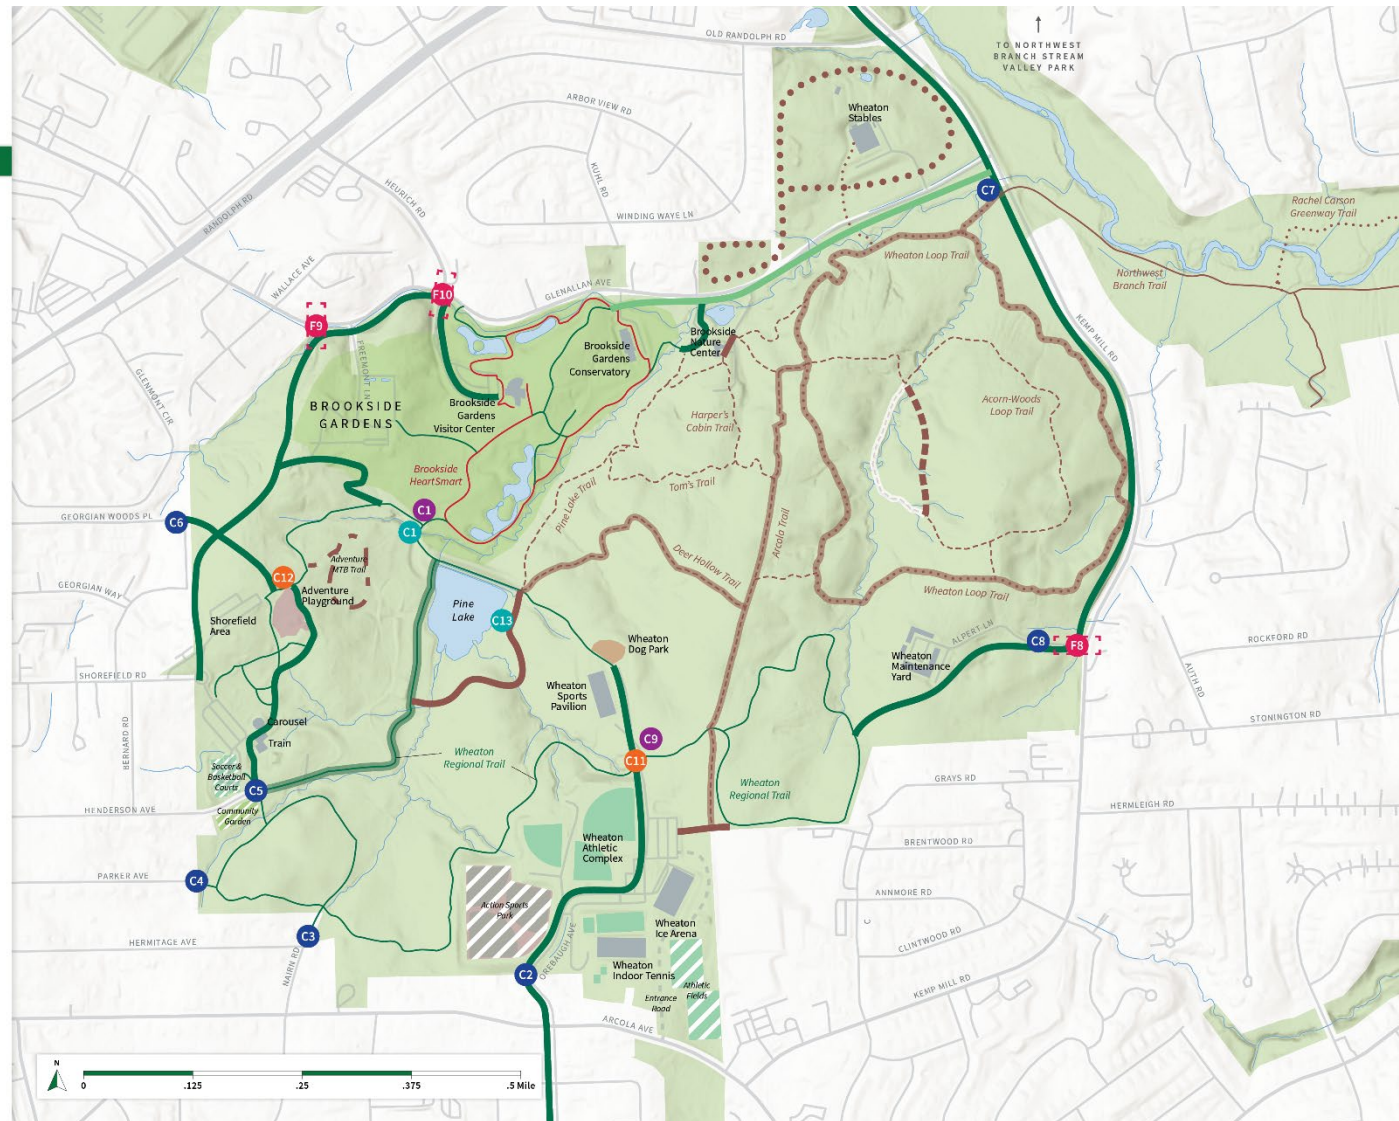 OLD RANDOLPH RD
TO NORTHWEST
BRANCH STREAM
VALLEY PARK
ARBOR VIEW RD
Wheaton
Stables
KUHL RD
HEURICH RD
RANDOLPH RD
WINDING WAYE LN
C7
Rachel Carson
Greenway Trail
Wheaton Loop Trail
Northwest
Branch Trail
WALLACE AVE
GLENALLAN AVE
F10
F9
KEMP MILL RD
FREEMONT LN
Brookside
Nature
Center
Brookside
Gardens
Conservatory
GLENMONT CIR
BROOKSIDE
GARDENS
Brookside
Gardens
Visitor Center
Harper's
Cabin Trail
Acorn-Woods
Loop Trail
Brookside
HeartSmart
Pine Lake Trail
Tom's Trail
Arcola Trail
C1
C1
GEORGIAN WOODS PL
C6
Adventure
MTB Trail
Deer Hollow Trail
C12
Adventure
Playground
GEORGIAN WAY
Pine
Lake
C13
Wheaton Loop Trail
Shorefield
Area
ALPERT LN
C8
F8
ROCKFORD RD
Wheaton
Dog Park
Wheaton
Maintenance
Yard
SHOREFIELD RD
AUTH RD
Wheaton
Sports
Pavilion
BERNARD RD
Carousel
Train
C9
STONINGTON RD
C11
Wheaton
Regional Trail
Soccer &
Basketball
Courts
C5
Wheaton
Regional Trail
GRAYS RD
HENDERSON AVE
Community
Garden
HERMLEIGH RD
Wheaton
Athletic
Complex
BRENTWOOD RD
PARKER AVE
C4
ANNMORE RD
Action Sports
Park
C3
HERMITAGE AVE
NAIRN RD
OREBAUGH AVE
Wheaton
Ice Arena
CLINTWOOD RD
C2
Wheaton
Indoor Tennis
Athletic
Fields
Entrance
Road
KEMP MILL RD
ARCOLA AVE
N
0
.125
.25
.375
.5 Mile